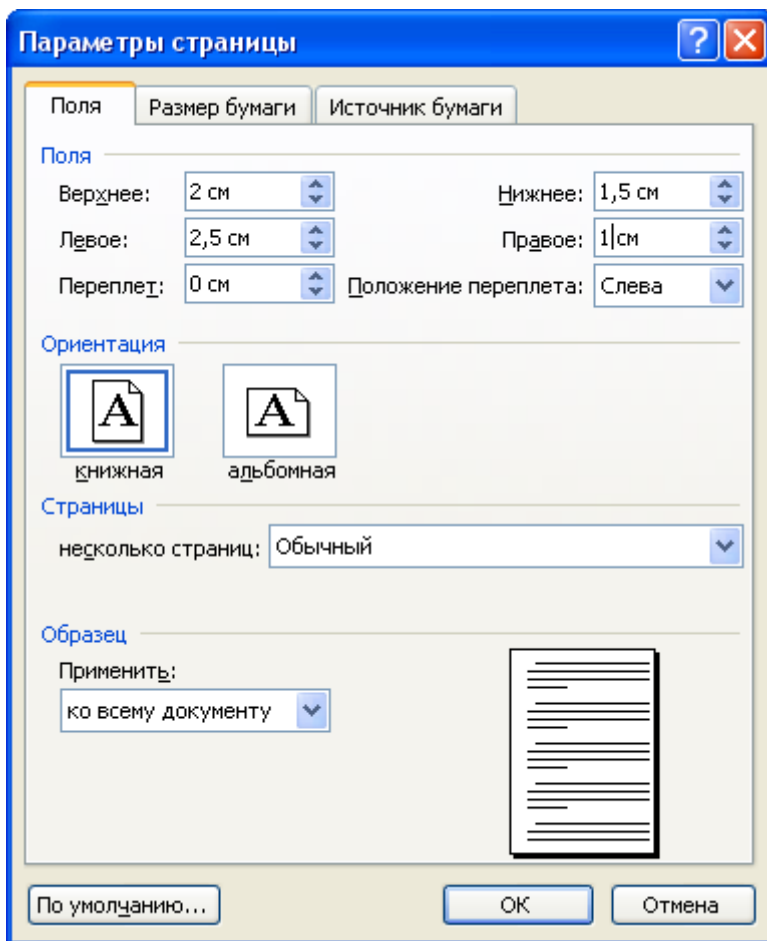 Параметры страницы
Поля Размер бумаги Источник бумаги
Поля
Верхнее: 2 см Нижнее: 1,5 см
Левое: 2,5 см Правое: 1 см
Переплет: 0 см Положение переплета: Слева
Ориентация
A A
книжная альбомная
Страницы
несколько страниц: Обычный
Образец
Применить:
ко всему документу
По умолчанию... ОК Отмена